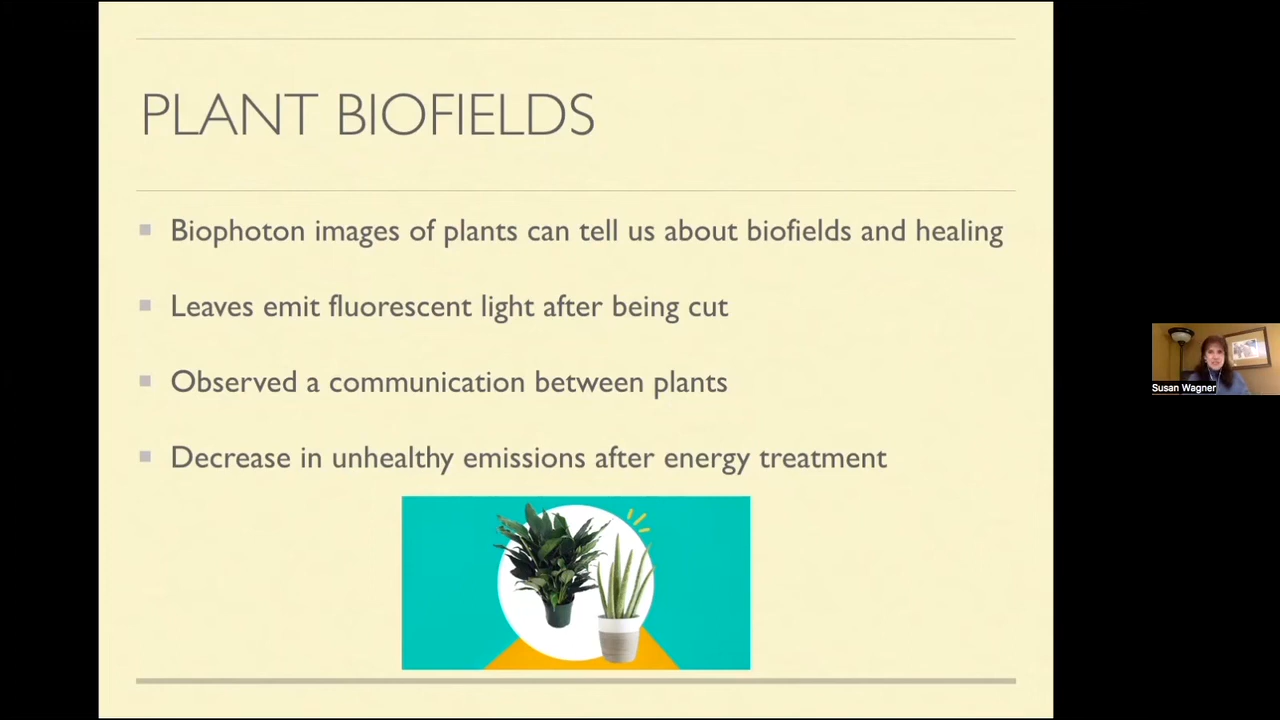 PLANT BIOFIELDS
Biophoton images of plants can tell us about biofields and healing
Leaves emit fluorescent light after being cut
Observed a communication between plants
Decrease in unhealthy emissions after energy treatment
Susan Wagner